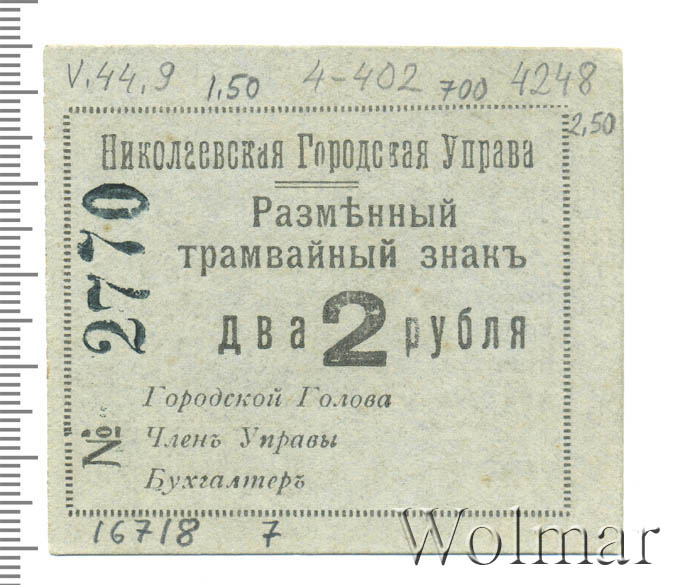 V.44,9 1,50 4-402 700 4248
2,50
Николаевская Городская Управа
Размѣнный
трамвайный знакъ
два 2 рубля
Городской Голова
Членъ Управы
Бухгалтеръ
№ 2770
16718 7
Wolmar